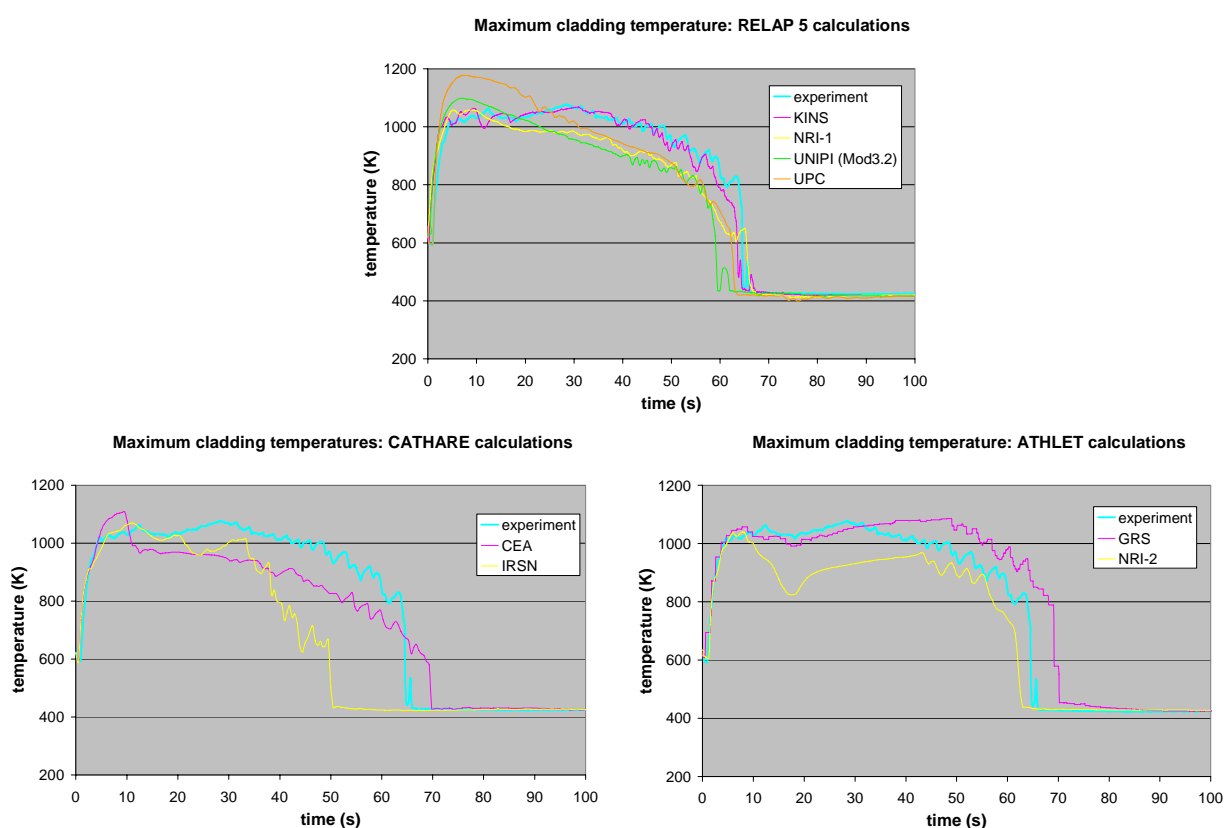 Maximum cladding temperature: RELAP 5 calculations
1200
1000
800
600
400
200
temperature (K)
experiment
KINS
NRI-1
UNIPI (Mod3.2)
UPC
0 10 20 30 40 50 60 70 80 90 100
time (s)
Maximum cladding temperatures: CATHARE calculations
1200
1000
800
600
400
200
temperature (K)
experiment
CEA
IRSN
0 10 20 30 40 50 60 70 80 90 100
time (s)
Maximum cladding temperature: ATHLET calculations
1200
1000
800
600
400
200
temperature (K)
experiment
GRS
NRI-2
0 10 20 30 40 50 60 70 80 90 100
time (s)